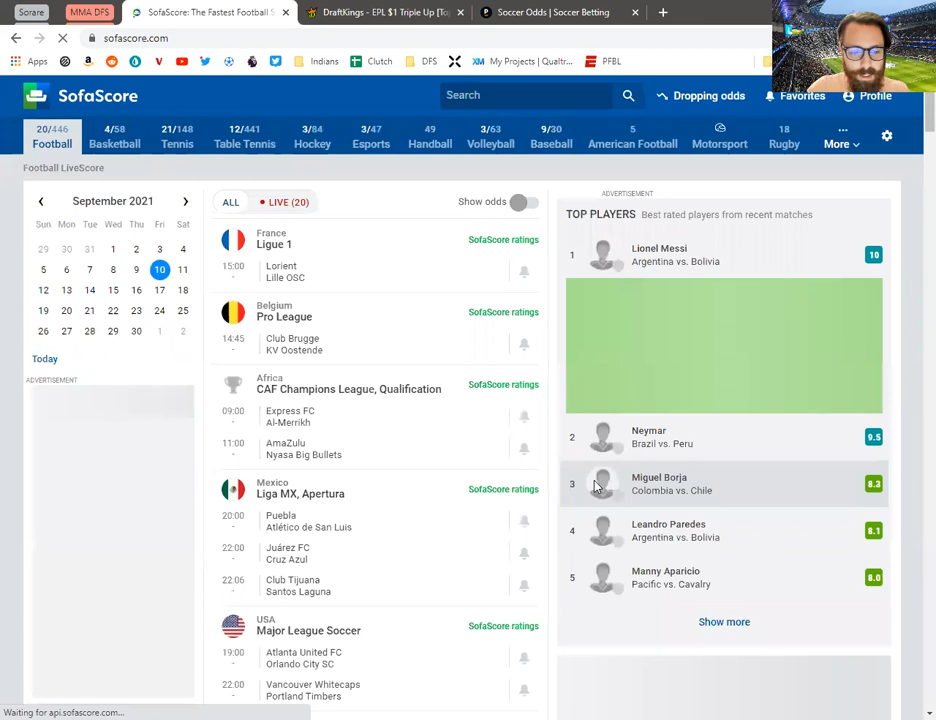 Sorare
MMA DFS
SofaScore: The Fastest Football S
DraftKings - EPL $1 Triple Up [To
Soccer Odds | Soccer Betting
sofascore.com
Apps
Indians
Clutch
DFS
My Projects | Qualtr...
PFBL
SofaScore
Search
Dropping odds
Favorites
Profile
20/446
Football
4/58
Basketball
21/148
Tennis
12/441
Table Tennis
3/84
Hockey
3/47
Esports
49
Handball
3/63
Volleyball
9/30
Baseball
5
American Football
Motorsport
18
Rugby
More
Football LiveScore
September 2021
Sun Mon Tue Wed Thu Fri Sat
29 30 31 1 2 3 4
5 6 7 8 9 10 11
12 13 14 15 16 17 18
19 20 21 22 23 24 25
26 27 28 29 30 1 2
Today
ADVERTISEMENT
ALL
LIVE (20)
Show odds
France
Ligue 1
SofaScore ratings
15:00
-
Lorient
Lille OSC
Belgium
Pro League
SofaScore ratings
14:45
-
Club Brugge
KV Oostende
Africa
CAF Champions League, Qualification
SofaScore ratings
09:00
-
Express FC
Al-Merrikh
11:00
-
AmaZulu
Nyasa Big Bullets
Mexico
Liga MX, Apertura
SofaScore ratings
20:00
-
Puebla
Atlético de San Luis
22:00
-
Juárez FC
Cruz Azul
22:06
-
Club Tijuana
Santos Laguna
USA
Major League Soccer
SofaScore ratings
19:00
-
Atlanta United FC
Orlando City SC
22:00
-
Vancouver Whitecaps
Portland Timbers
ADVERTISEMENT
TOP PLAYERS Best rated players from recent matches
1
Lionel Messi
Argentina vs. Bolivia
10
2
Neymar
Brazil vs. Peru
9.5
3
Miguel Borja
Colombia vs. Chile
8.3
4
Leandro Paredes
Argentina vs. Bolivia
8.1
5
Manny Aparicio
Pacific vs. Cavalry
8.0
Show more
Waiting for api.sofascore.com...